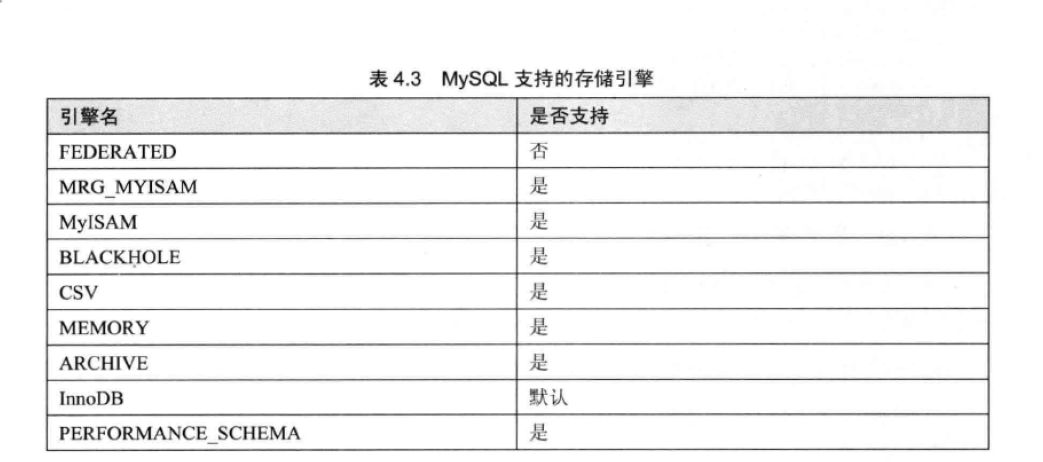 表 4.3 MySQL 支持的存储引擎
引擎名 是否支持
FEDERATED 否
MRG_MYISAM 是
MyISAM 是
BLACKHOLE 是
CSV 是
MEMORY 是
ARCHIVE 是
InnoDB 默认
PERFORMANCE_SCHEMA 是